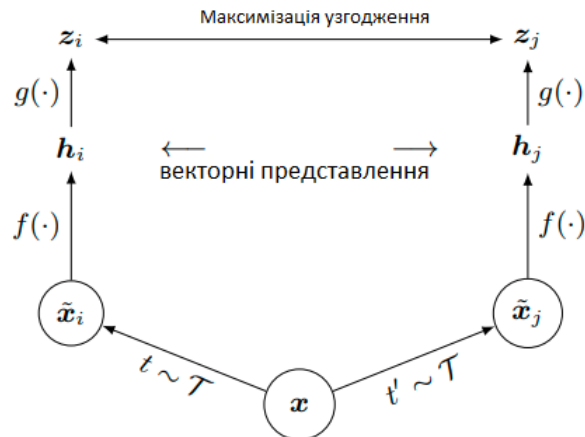 Максимізація узгодження
z_i z_j
g(·) g(·)
h_i ⟵ ⟶ h_j
векторні представлення
f(·) f(·)
x̃_i x̃_j
t ~ 𝒯 t′ ~ 𝒯
x